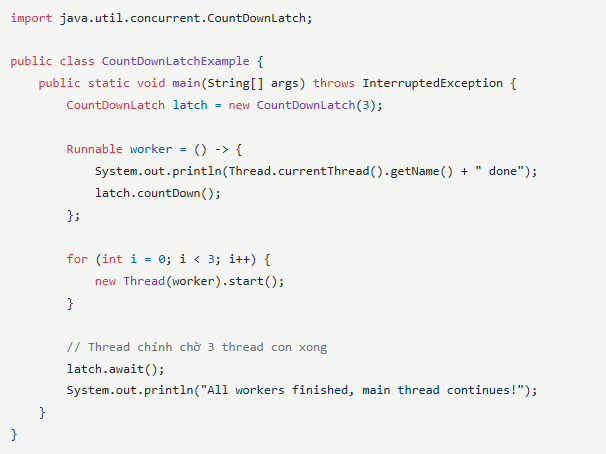 import java.util.concurrent.CountDownLatch;
public class CountDownLatchExample {
public static void main(String[] args) throws InterruptedException {
CountDownLatch latch = new CountDownLatch(3);
Runnable worker = () -> {
System.out.println(Thread.currentThread().getName() + " done");
latch.countDown();
};
for (int i = 0; i < 3; i++) {
new Thread(worker).start();
}
// Thread chính chờ 3 thread con xong
latch.await();
System.out.println("All workers finished, main thread continues!");
}
}